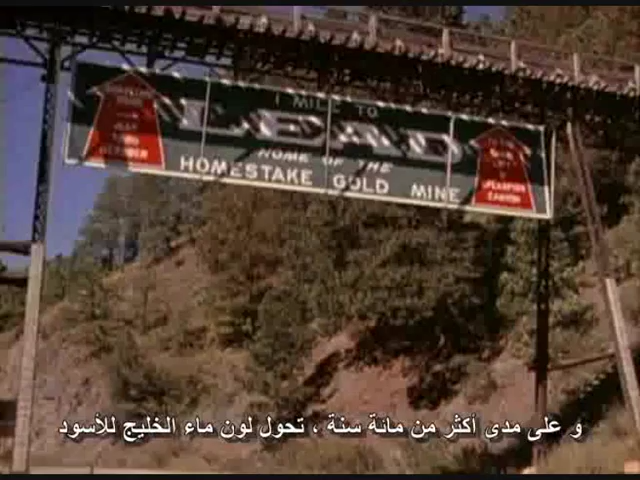 1 MILE TO
LEAD
HOME OF THE
HOMESTAKE GOLD MINE
CANYON
و على مدى أكثر من مائة سنة ، تحول لون ماء الخليج للأسود